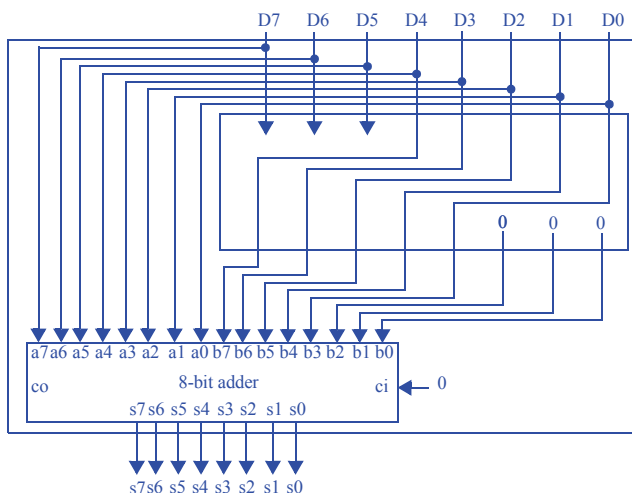 D7 D6 D5 D4 D3 D2 D1 D0
0 0 0
a7 a6 a5 a4 a3 a2 a1 a0 b7 b6 b5 b4 b3 b2 b1 b0
co 8-bit adder ci 0
s7 s6 s5 s4 s3 s2 s1 s0
s7 s6 s5 s4 s3 s2 s1 s0